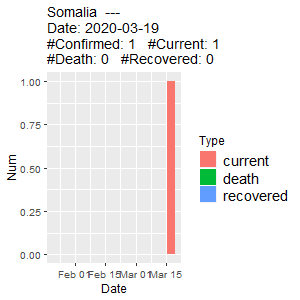 Somalia  ---
Date: 2020-03-19
#Confirmed: 1   #Current: 1
#Death: 0   #Recovered: 0
1.00
0.75
0.50
0.25
0.00
Num
Feb 01 Feb 15 Mar 01 Mar 15
Date
Type
current
death
recovered